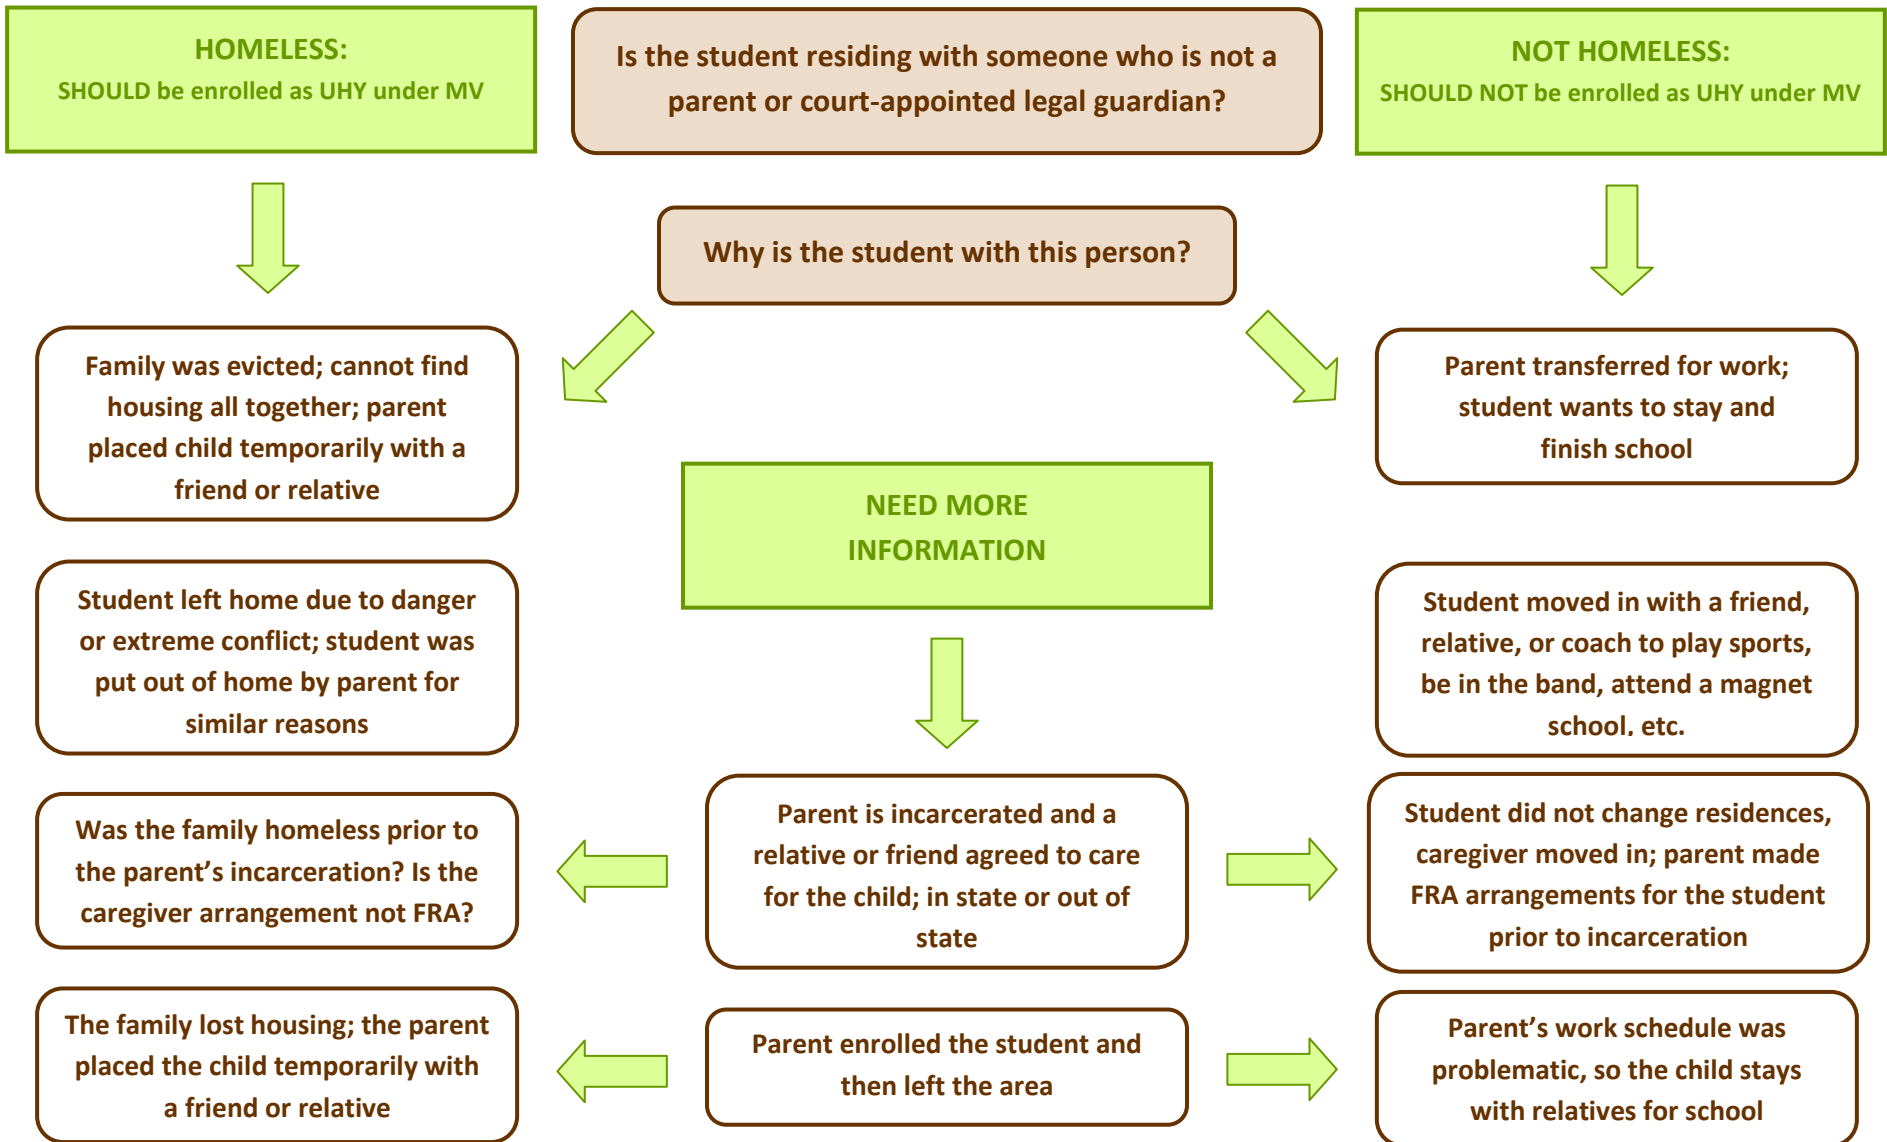 HOMELESS:
SHOULD be enrolled as UHY under MV
Is the student residing with someone who is not a
parent or court-appointed legal guardian?
NOT HOMELESS:
SHOULD NOT be enrolled as UHY under MV
Why is the student with this person?
Family was evicted; cannot find
housing all together; parent
placed child temporarily with a
friend or relative
Parent transferred for work;
student wants to stay and
finish school
NEED MORE
INFORMATION
Student left home due to danger
or extreme conflict; student was
put out of home by parent for
similar reasons
Student moved in with a friend,
relative, or coach to play sports,
be in the band, attend a magnet
school, etc.
Was the family homeless prior to
the parent’s incarceration? Is the
caregiver arrangement not FRA?
Parent is incarcerated and a
relative or friend agreed to care
for the child; in state or out of
state
Student did not change residences,
caregiver moved in; parent made
FRA arrangements for the student
prior to incarceration
The family lost housing; the parent
placed the child temporarily with
a friend or relative
Parent enrolled the student and
then left the area
Parent’s work schedule was
problematic, so the child stays
with relatives for school